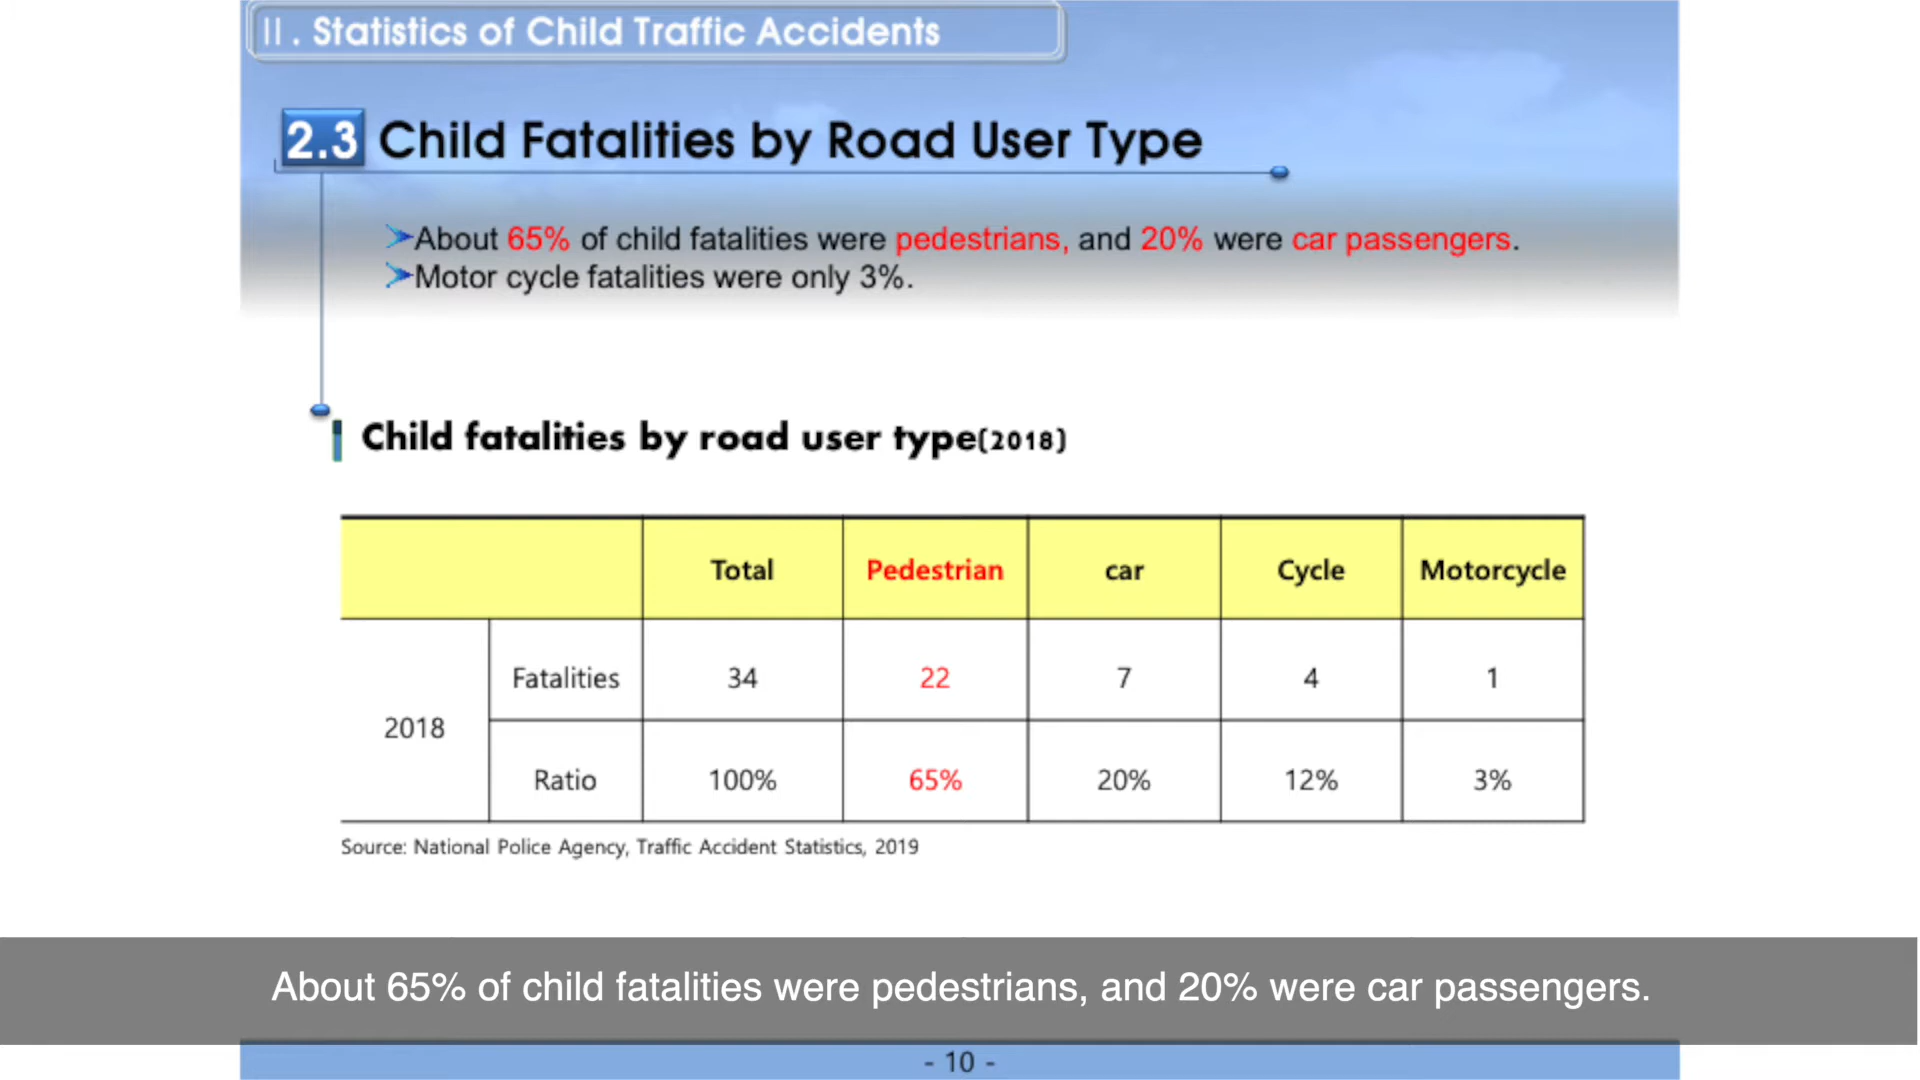 II. Statistics of Child Traffic Accidents
2.3 Child Fatalities by Road User Type
➢About 65% of child fatalities were pedestrians, and 20% were car passengers.
➢Motor cycle fatalities were only 3%.
Child fatalities by road user type(2018)
Total Pedestrian car Cycle Motorcycle
2018
Fatalities 34 22 7 4 1
Ratio 100% 65% 20% 12% 3%
Source: National Police Agency, Traffic Accident Statistics, 2019
About 65% of child fatalities were pedestrians, and 20% were car passengers.
- 10 -